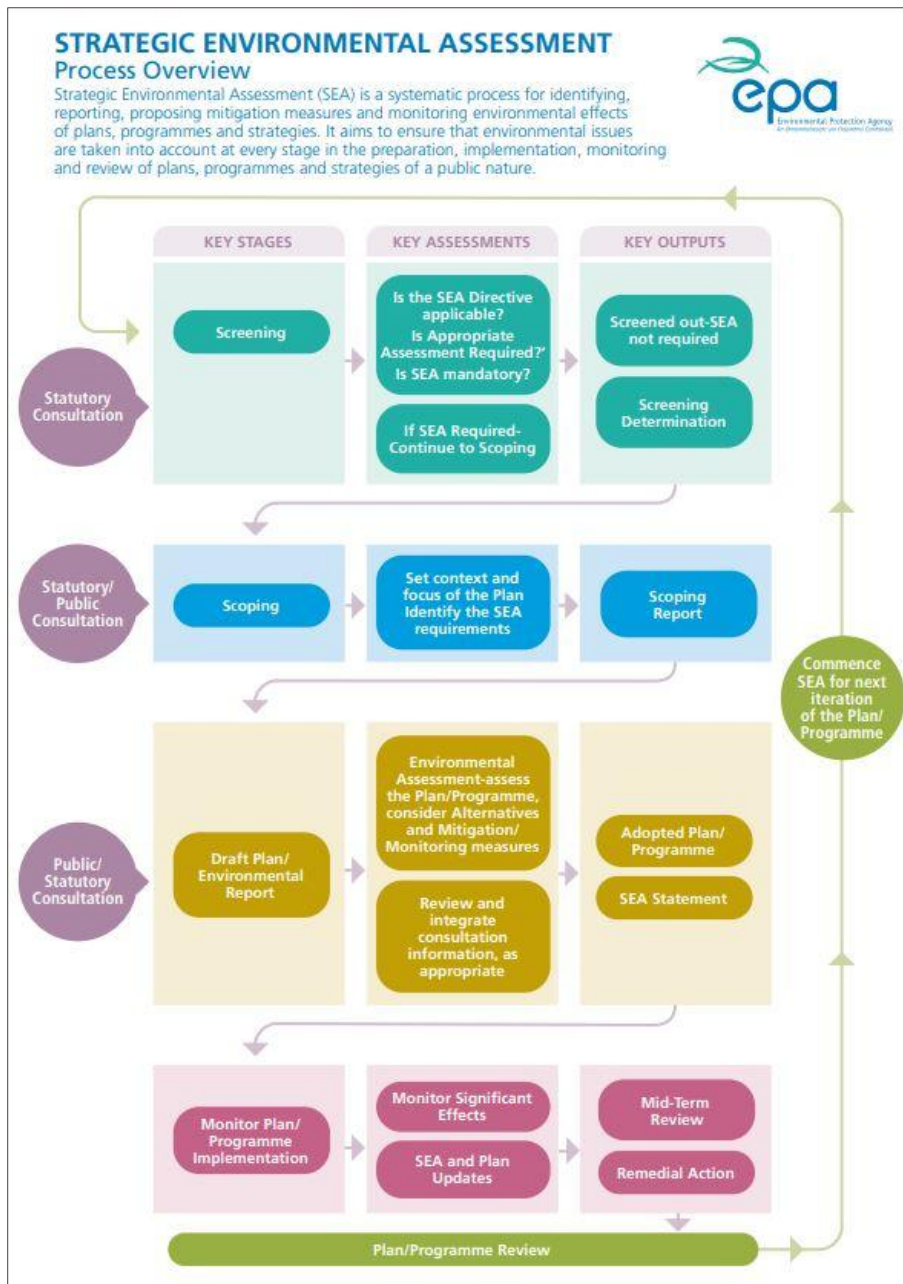 STRATEGIC ENVIRONMENTAL ASSESSMENT
Process Overview
Strategic Environmental Assessment (SEA) is a systematic process for identifying,
reporting, proposing mitigation measures and monitoring environmental effects
of plans, programmes and strategies. It aims to ensure that environmental issues
are taken into account at every stage in the preparation, implementation, monitoring
and review of plans, programmes and strategies of a public nature.
epa
Environmental Protection Agency
KEY STAGES
KEY ASSESSMENTS
KEY OUTPUTS
Statutory
Consultation
Screening
Is the SEA Directive
applicable?
Is Appropriate
Assessment Required?'
Is SEA mandatory?
If SEA Required-
Continue to Scoping
Screened out-SEA
not required
Screening
Determination
Statutory/
Public
Consultation
Scoping
Set context and
focus of the Plan
Identify the SEA
requirements
Scoping
Report
Commence
SEA for next
iteration
of the Plan/
Programme
Public/
Statutory
Consultation
Draft Plan/
Environmental
Report
Environmental
Assessment-assess
the Plan/Programme,
consider Alternatives
and Mitigation/
Monitoring measures
Review and
integrate
consultation
information, as
appropriate
Adopted Plan/
Programme
SEA Statement
Monitor Plan/
Programme
Implementation
Monitor Significant
Effects
SEA and Plan
Updates
Mid-Term
Review
Remedial Action
Plan/Programme Review